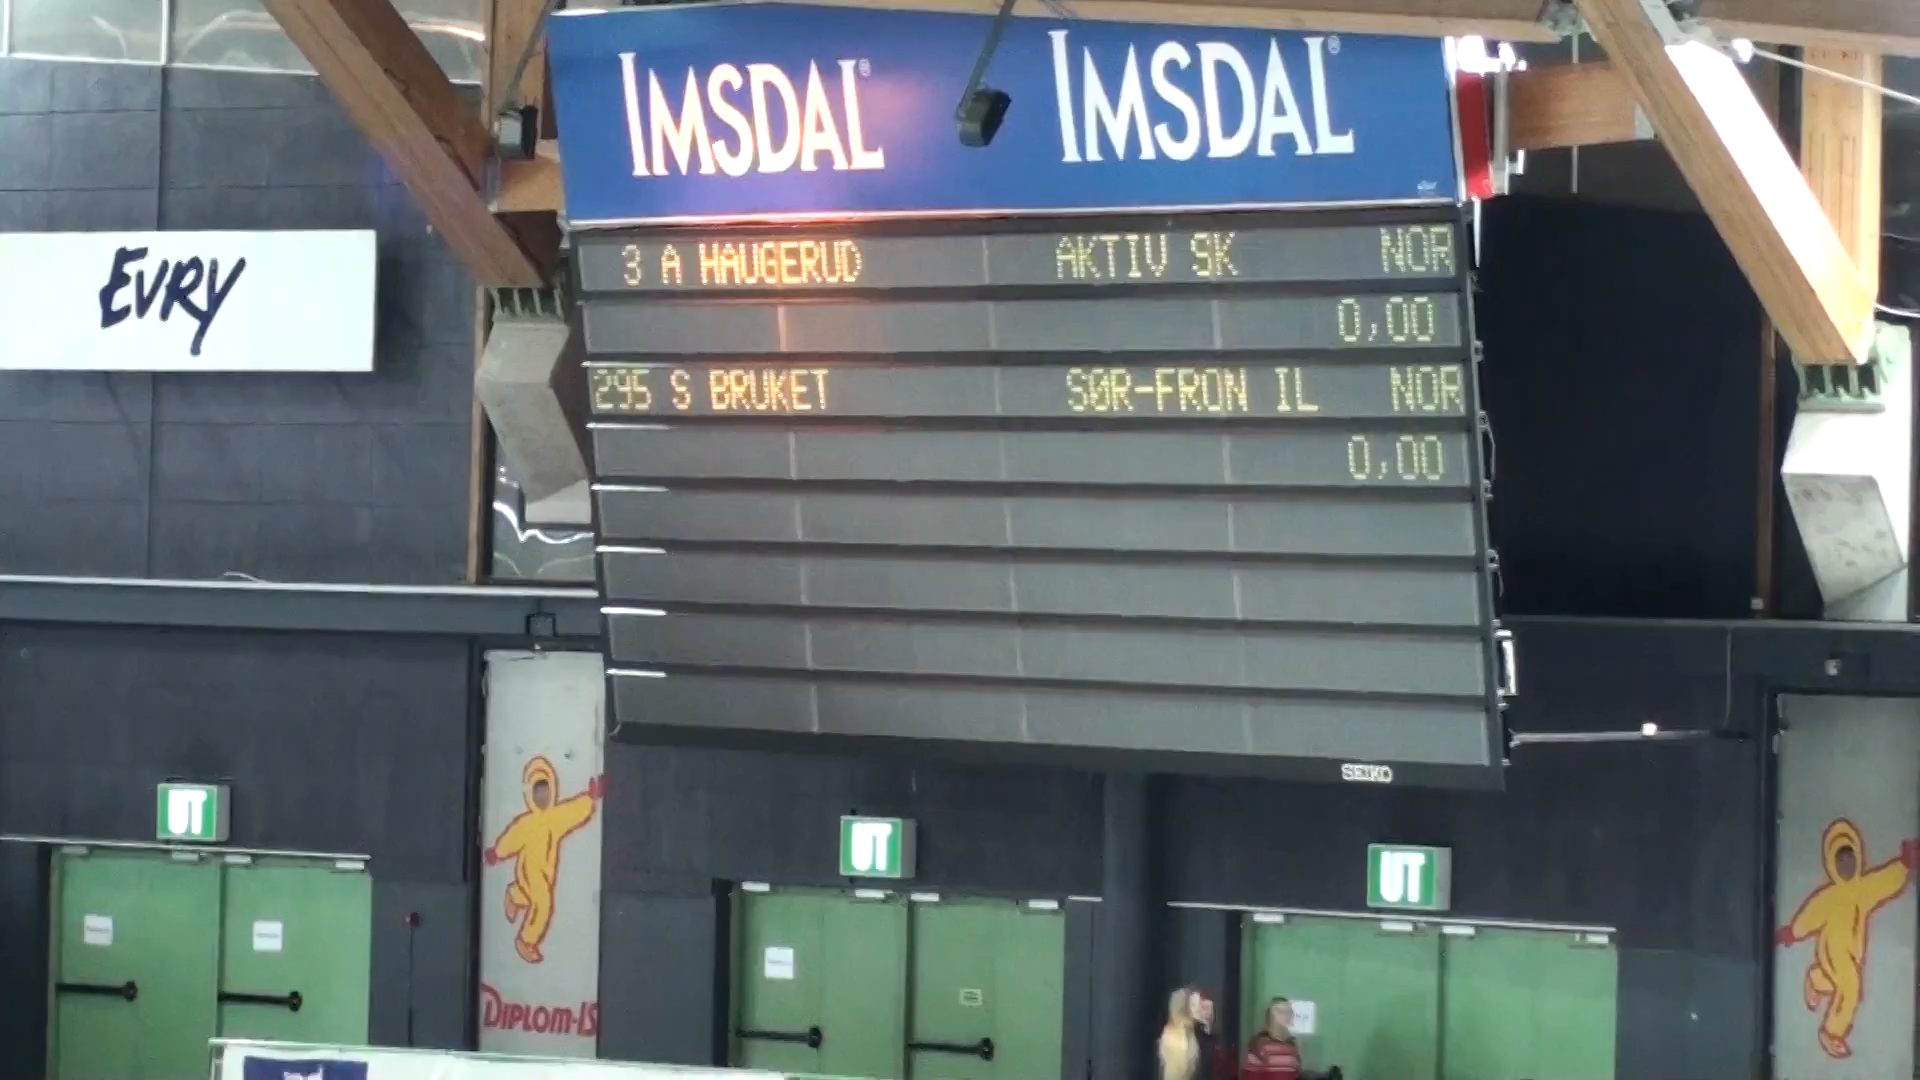 IMSDAL® IMSDAL®
EVRY
3 A HAUGERUD AKTIV SK NOR
0,00
295 S BRUKET SØR-FRON IL NOR
0,00
SEIKO
UT
UT
UT
DIPLOM-IS